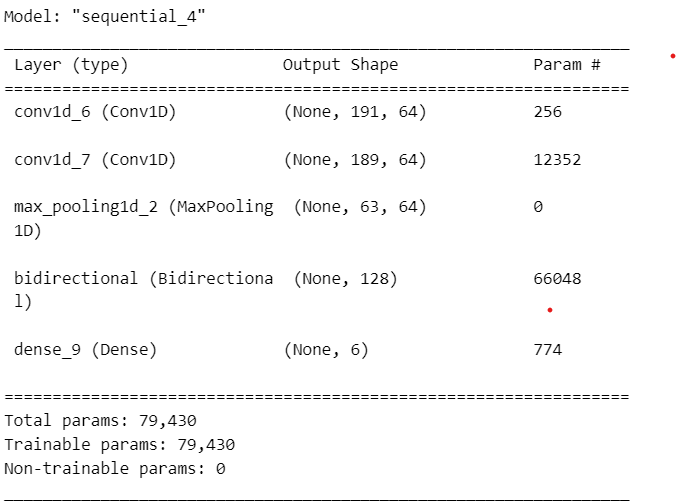 Model: "sequential_4"
_________________________________________________________________
Layer (type) Output Shape Param #
=================================================================
conv1d_6 (Conv1D) (None, 191, 64) 256
conv1d_7 (Conv1D) (None, 189, 64) 12352
max_pooling1d_2 (MaxPooling (None, 63, 64) 0
1D)
bidirectional (Bidirectiona (None, 128) 66048
l)
dense_9 (Dense) (None, 6) 774
=================================================================
Total params: 79,430
Trainable params: 79,430
Non-trainable params: 0
_________________________________________________________________